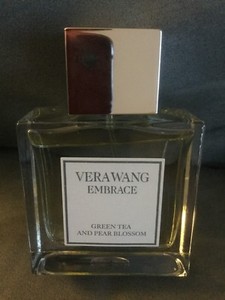 VERAWANG
EMBRACE
GREEN TEA
AND PEAR BLOSSOM